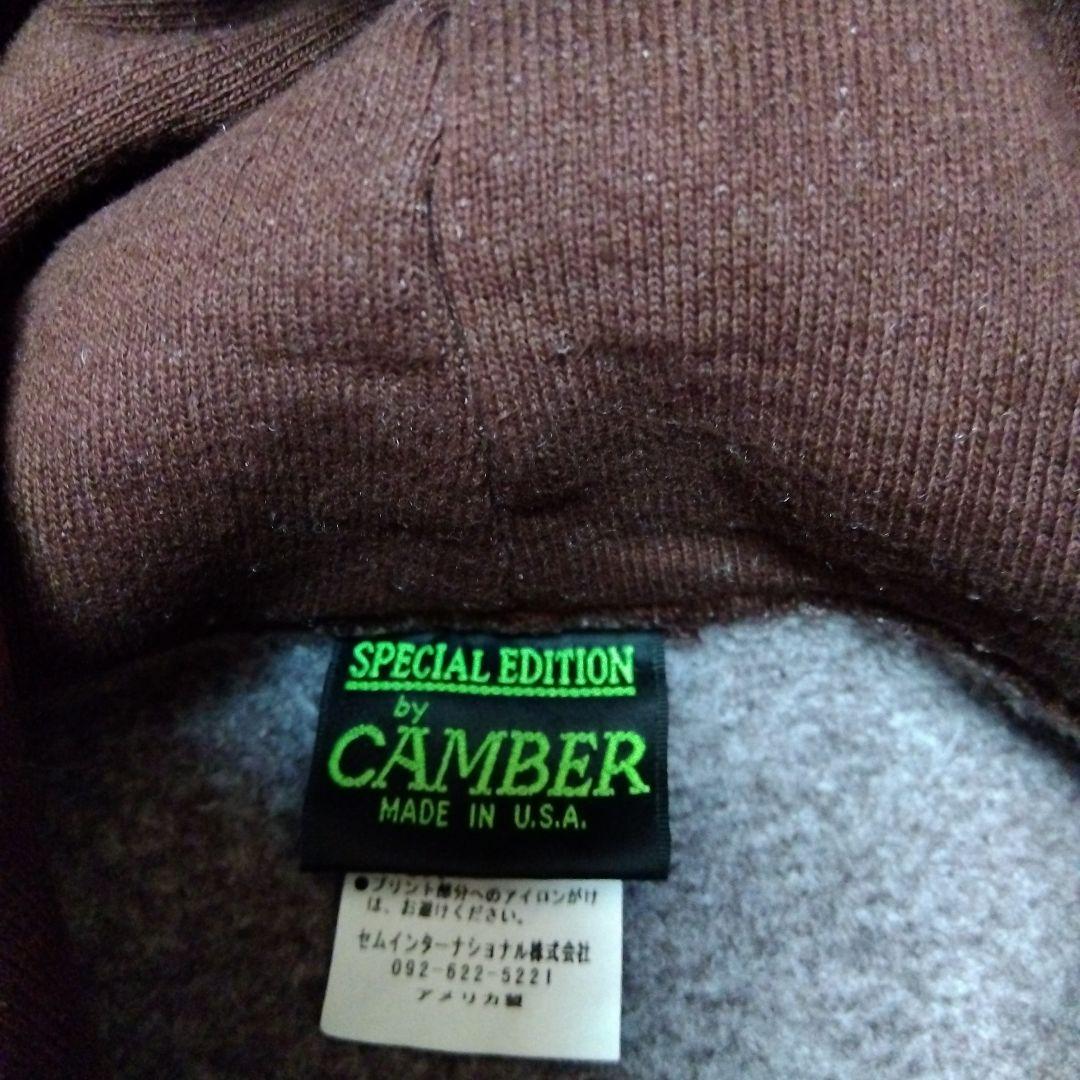 SPECIAL EDITION
by
CAMBER
MADE IN U.S.A.
●プリント部分へのアイロンがけ
は、お避けください。
セムインターナショナル株式会社
092-622-5221
アメリカ製